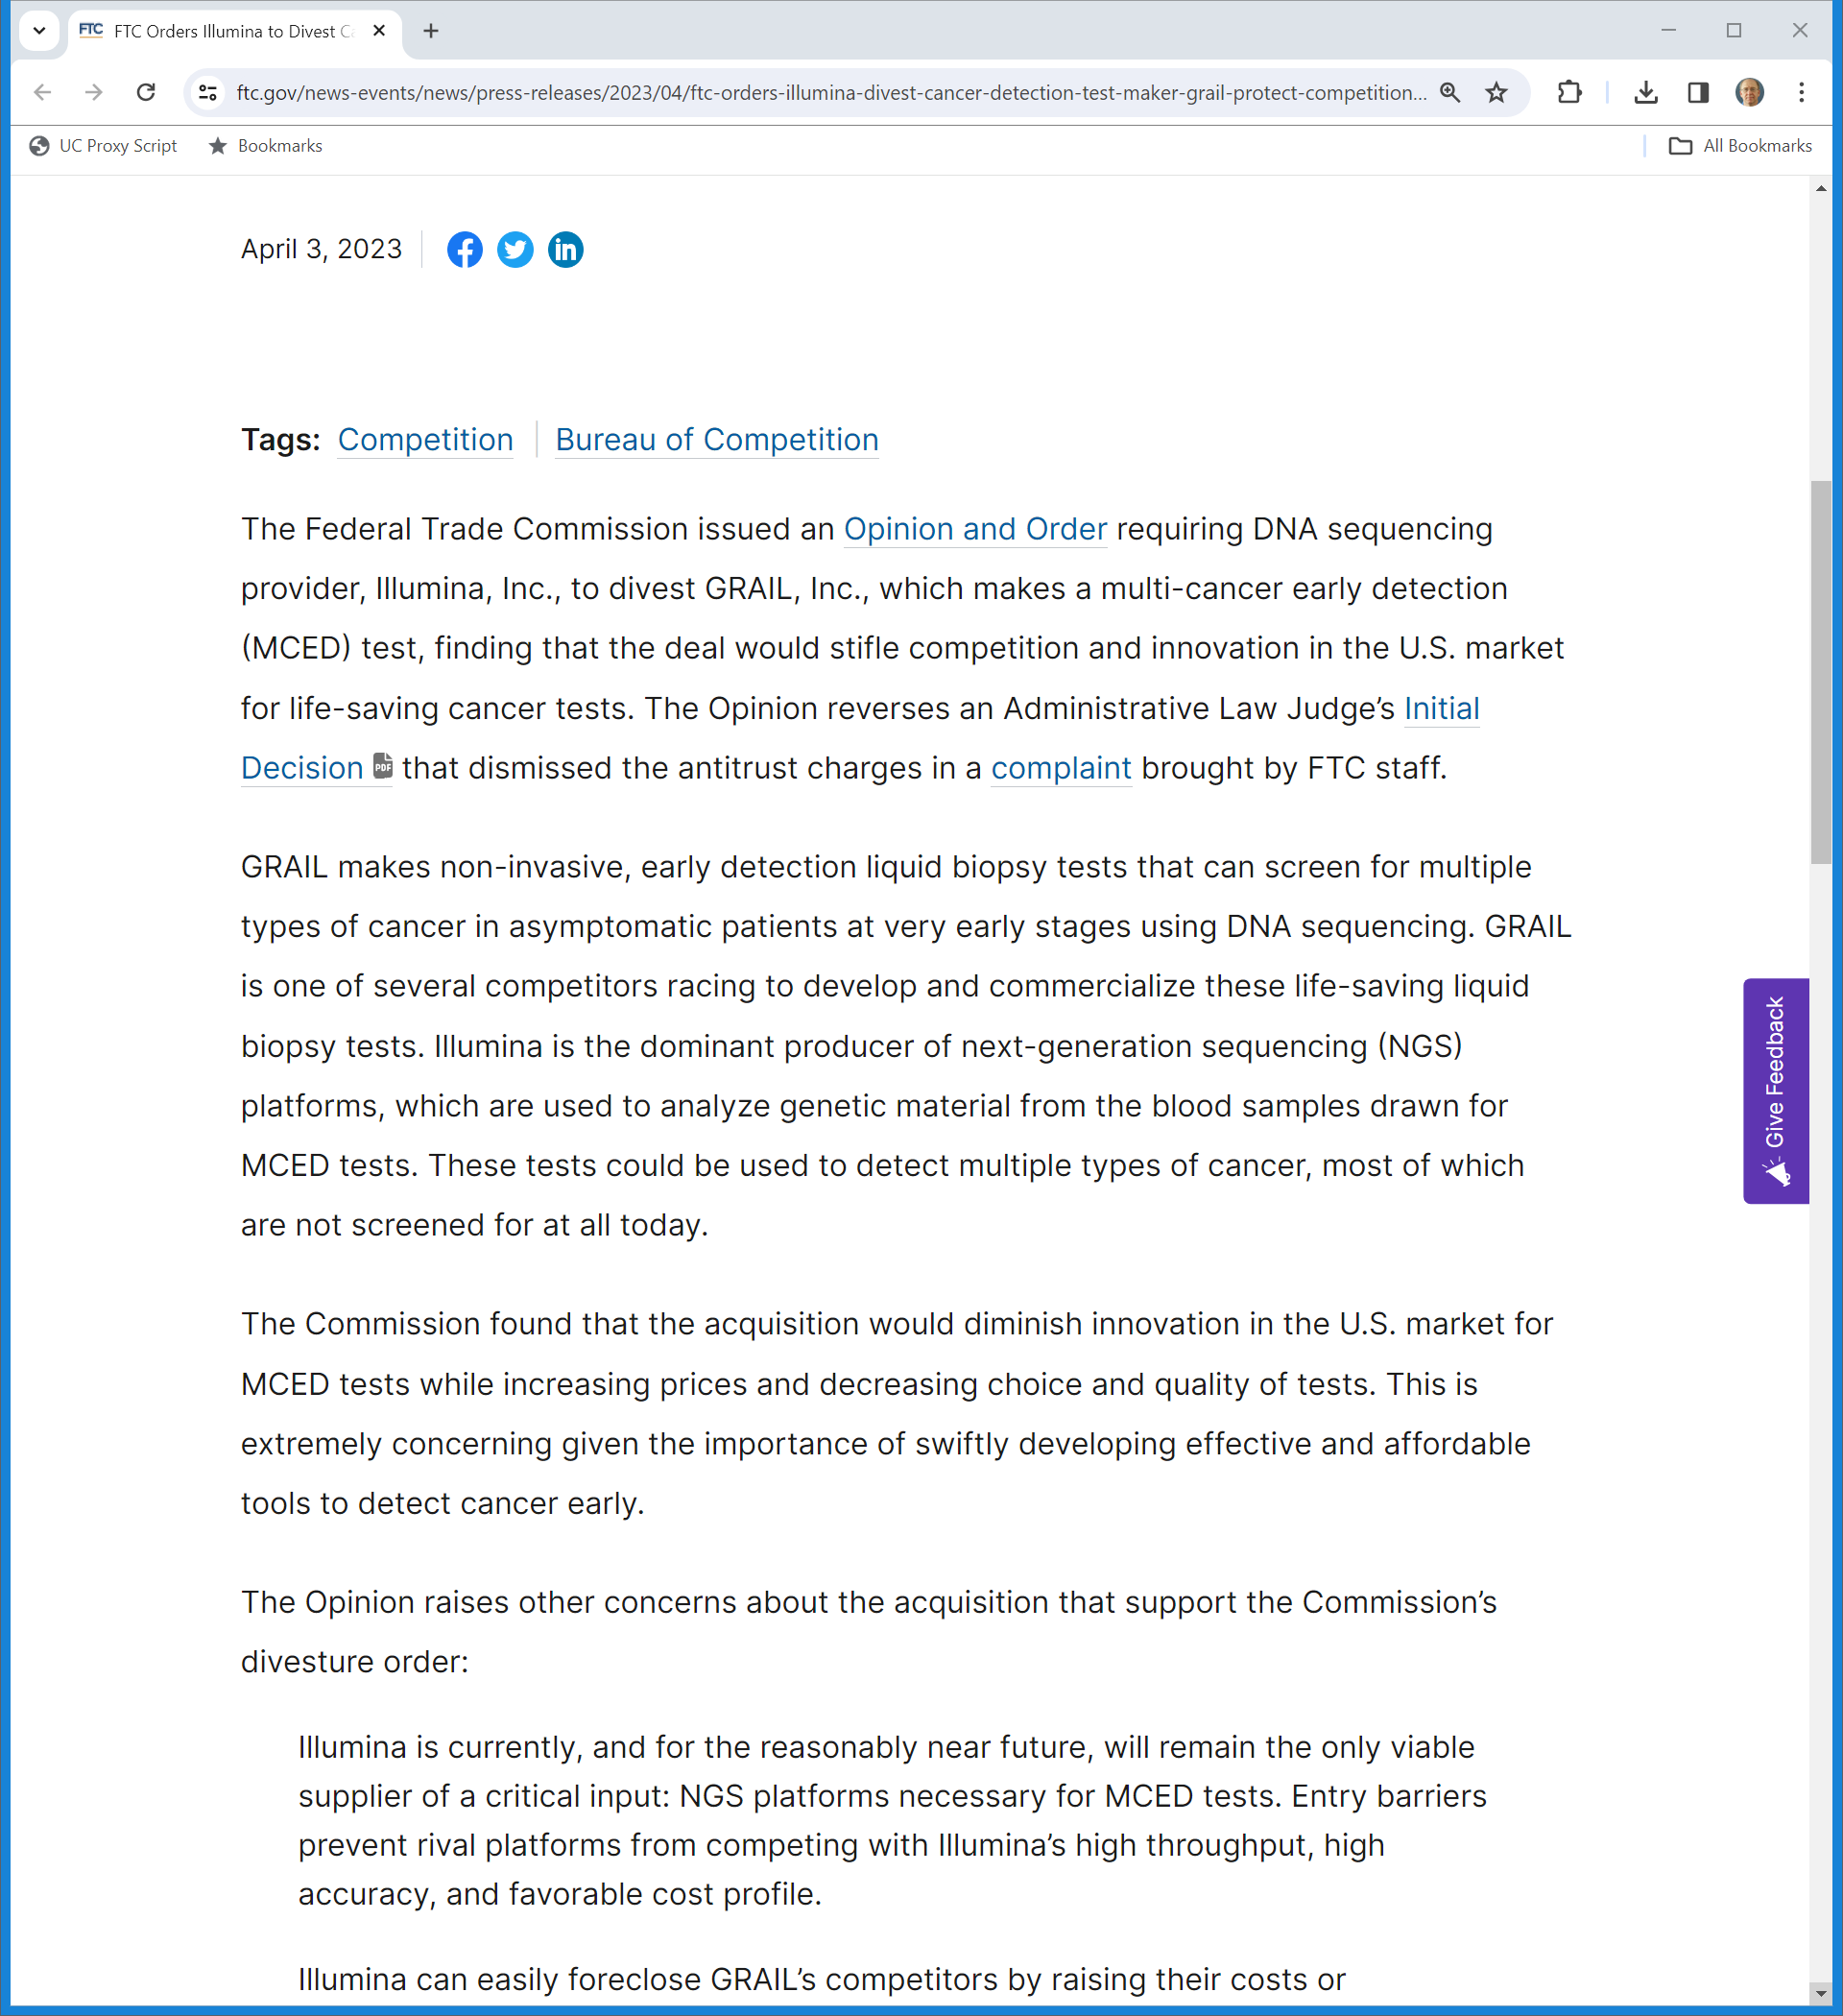 FTC FTC Orders Illumina to Divest Ca
ftc.gov/news-events/news/press-releases/2023/04/ftc-orders-illumina-divest-cancer-detection-test-maker-grail-protect-competition...
UC Proxy Script Bookmarks All Bookmarks
April 3, 2023
Tags: Competition Bureau of Competition
The Federal Trade Commission issued an Opinion and Order requiring DNA sequencing
provider, Illumina, Inc., to divest GRAIL, Inc., which makes a multi-cancer early detection
(MCED) test, finding that the deal would stifle competition and innovation in the U.S. market
for life-saving cancer tests. The Opinion reverses an Administrative Law Judge’s Initial
Decision PDF that dismissed the antitrust charges in a complaint brought by FTC staff.
GRAIL makes non-invasive, early detection liquid biopsy tests that can screen for multiple
types of cancer in asymptomatic patients at very early stages using DNA sequencing. GRAIL
is one of several competitors racing to develop and commercialize these life-saving liquid
biopsy tests. Illumina is the dominant producer of next-generation sequencing (NGS)
platforms, which are used to analyze genetic material from the blood samples drawn for
MCED tests. These tests could be used to detect multiple types of cancer, most of which
are not screened for at all today.
Give Feedback
The Commission found that the acquisition would diminish innovation in the U.S. market for
MCED tests while increasing prices and decreasing choice and quality of tests. This is
extremely concerning given the importance of swiftly developing effective and affordable
tools to detect cancer early.
The Opinion raises other concerns about the acquisition that support the Commission’s
divesture order:
Illumina is currently, and for the reasonably near future, will remain the only viable
supplier of a critical input: NGS platforms necessary for MCED tests. Entry barriers
prevent rival platforms from competing with Illumina’s high throughput, high
accuracy, and favorable cost profile.
Illumina can easily foreclose GRAIL’s competitors by raising their costs or